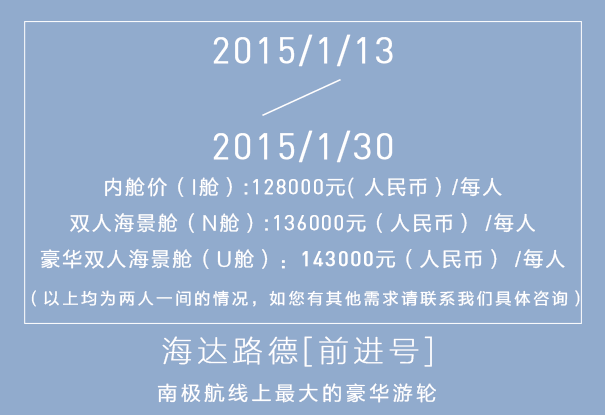 2015/1/13
2015/1/30
内舱价（I舱）:128000元( 人民币 ) /每人
双人海景舱（N舱）:136000元（人民币） /每人
豪华双人海景舱（U舱）：143000元（人民币） /每人
（以上均为两人一间的情况，如您有其他需求请联系我们具体咨询）
海达路德[前进号]
南极航线上最大的豪华游轮